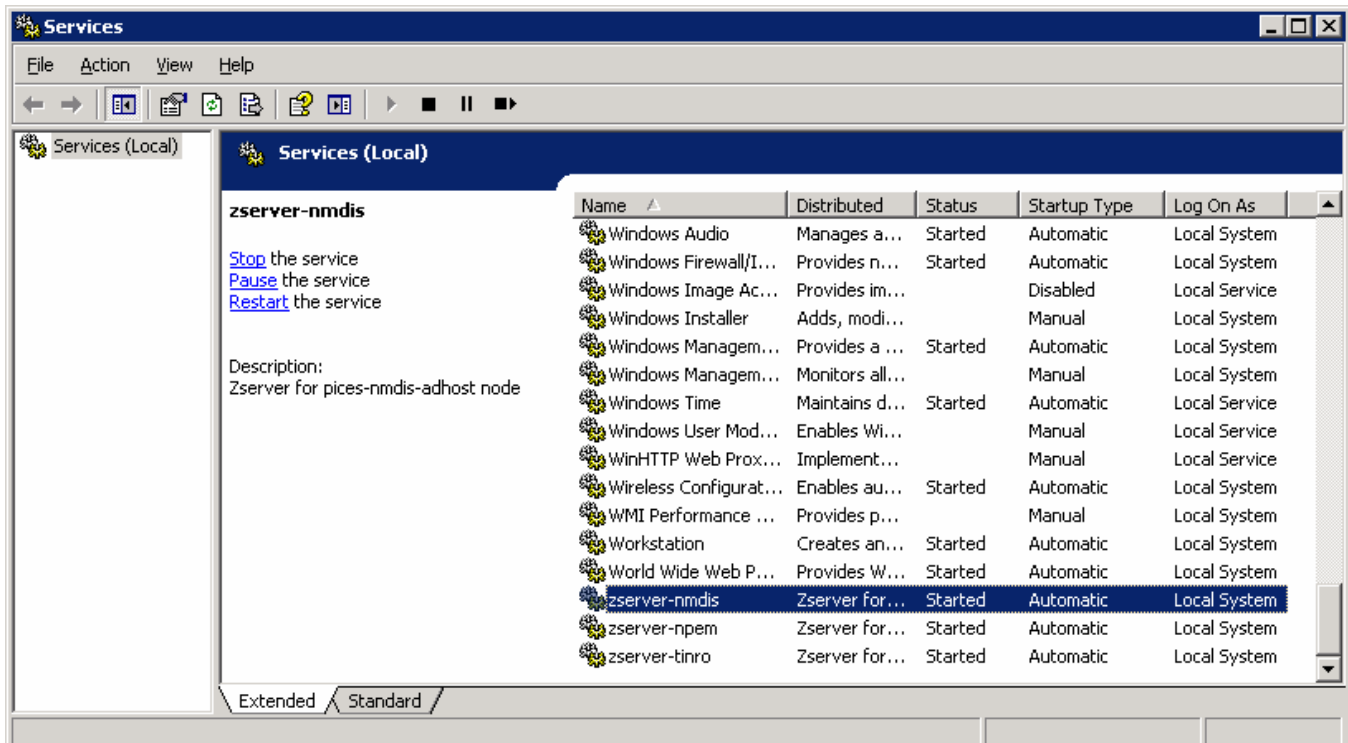 Services
File Action View Help
Services (Local)
Services (Local)
zserver-nmdis
Stop the service
Pause the service
Restart the service
Description:
Zserver for pices-nmdis-adhost node
Name Distributed Status Startup Type Log On As
Windows Audio Manages a... Started Automatic Local System
Windows Firewall/I... Provides n... Started Automatic Local System
Windows Image Ac... Provides im... Disabled Local Service
Windows Installer Adds, modi... Manual Local System
Windows Managem... Provides a ... Started Automatic Local System
Windows Managem... Monitors all... Manual Local System
Windows Time Maintains d... Started Automatic Local Service
Windows User Mod... Enables Wi... Manual Local Service
WinHTTP Web Prox... Implement... Manual Local Service
Wireless Configurat... Enables au... Started Automatic Local System
WMI Performance ... Provides p... Manual Local System
Workstation Creates an... Started Automatic Local System
World Wide Web P... Provides W... Started Automatic Local System
zserver-nmdis Zserver for... Started Automatic Local System
zserver-npem Zserver for... Started Automatic Local System
zserver-tinro Zserver for... Started Automatic Local System
Extended Standard